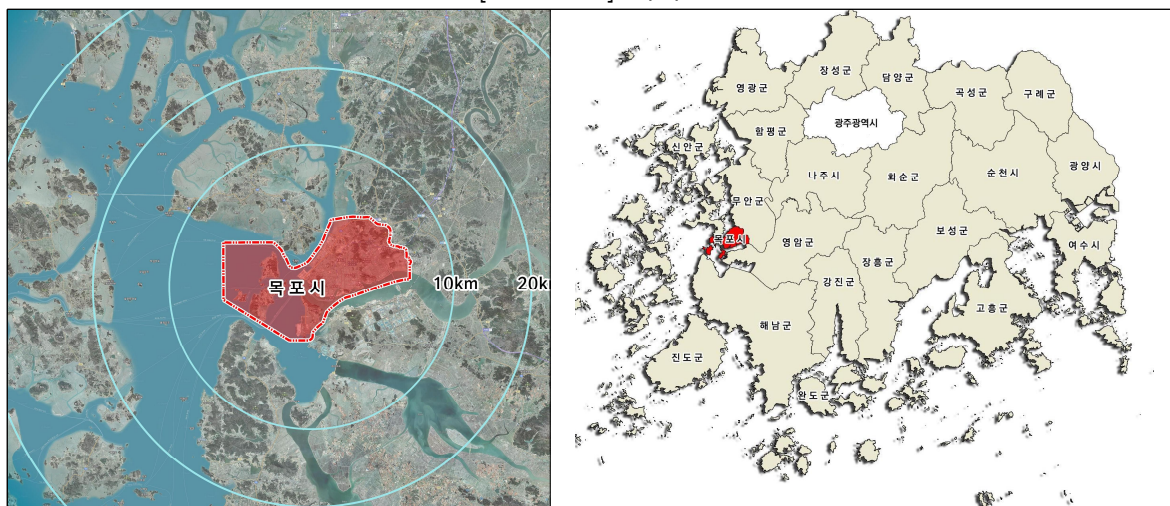 목포시
10km
20k
장성군
담양군
영광군
곡성군
구례군
광주광역시
함평군
신안군
광양시
나주시
화순군
순천시
무안군
목포시
영암군
보성군
여수시
장흥군
강진군
고흥군
해남군
진도군
완도군